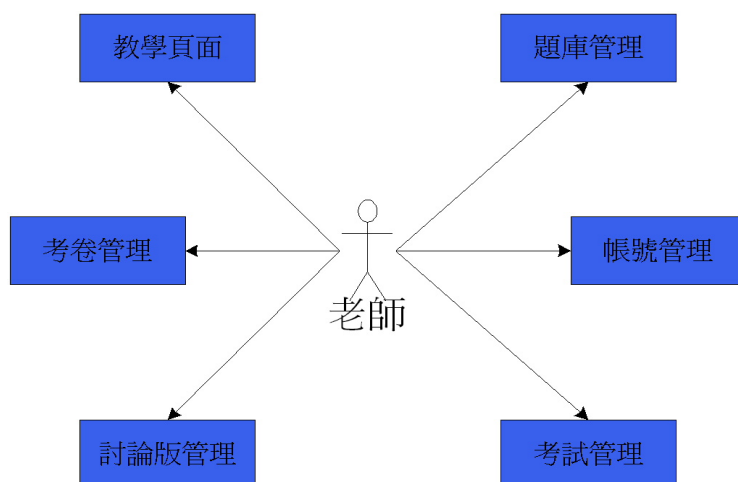 教學頁面
題庫管理
考卷管理
帳號管理
老師
討論版管理
考試管理